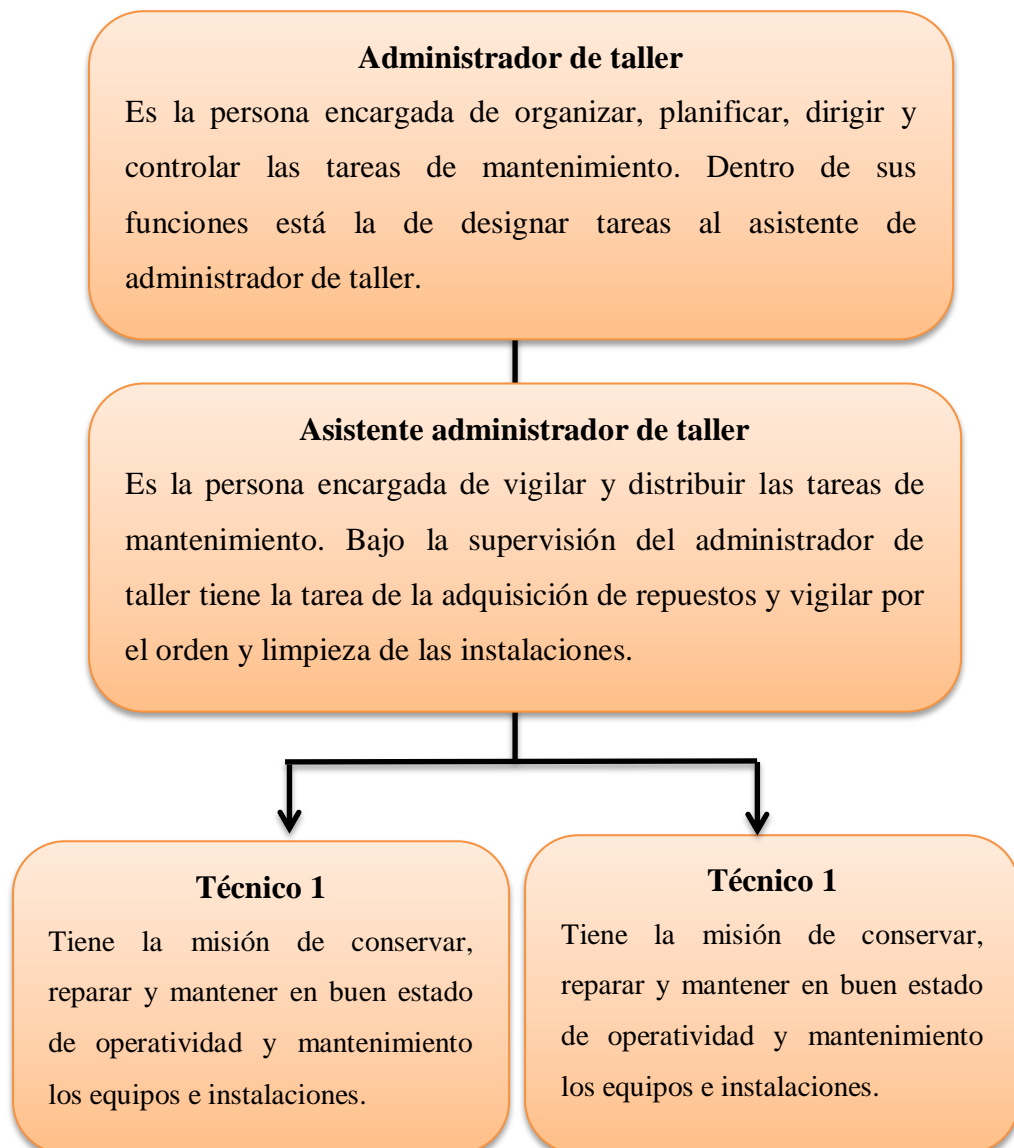 Administrador de taller
Es la persona encargada de organizar, planificar, dirigir y
controlar las tareas de mantenimiento. Dentro de sus
funciones está la de designar tareas al asistente de
administrador de taller.
Asistente administrador de taller
Es la persona encargada de vigilar y distribuir las tareas de
mantenimiento. Bajo la supervisión del administrador de
taller tiene la tarea de la adquisición de repuestos y vigilar por
el orden y limpieza de las instalaciones.
Técnico 1
Tiene la misión de conservar,
reparar y mantener en buen estado
de operatividad y mantenimiento
los equipos e instalaciones.
Técnico 1
Tiene la misión de conservar,
reparar y mantener en buen estado
de operatividad y mantenimiento
los equipos e instalaciones.